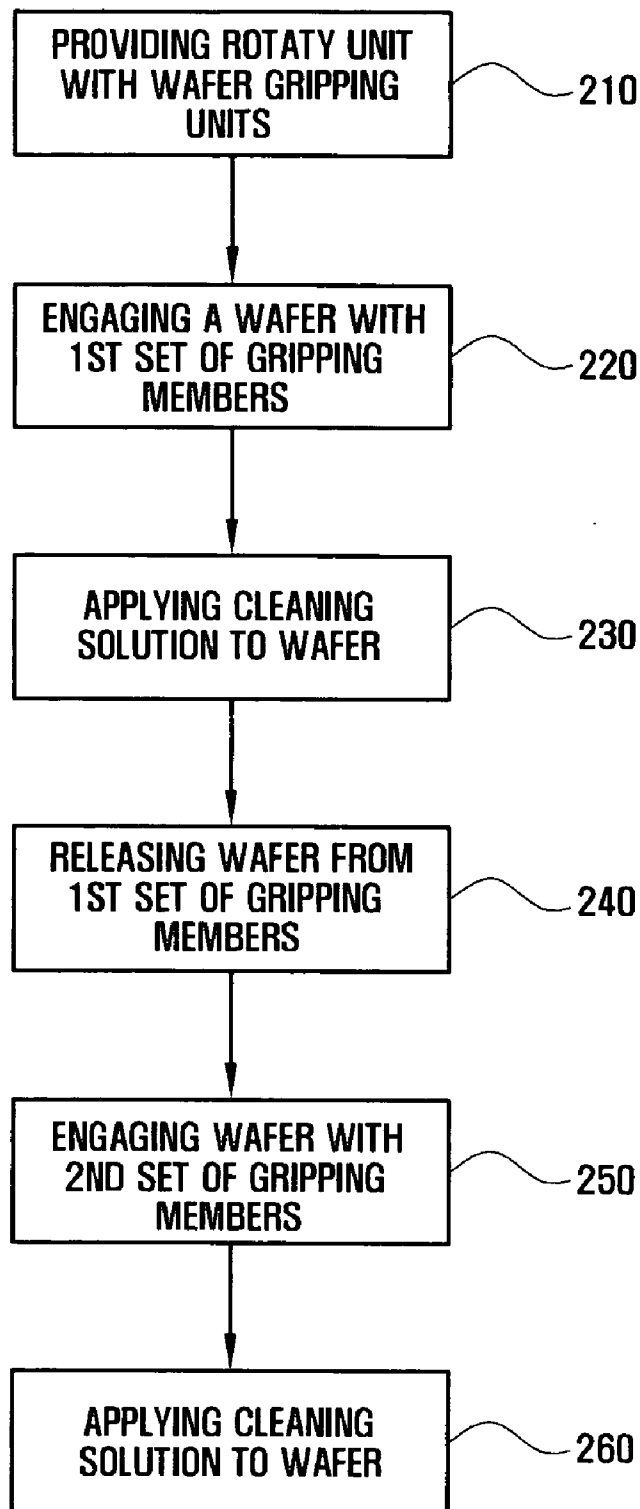 PROVIDING ROTATY UNIT
WITH WAFER GRIPPING
UNITS
210
ENGAGING A WAFER WITH
1ST SET OF GRIPPING
MEMBERS
220
APPLYING CLEANING
SOLUTION TO WAFER
230
RELEASING WAFER FROM
1ST SET OF GRIPPING
MEMBERS
240
ENGAGING WAFER WITH
2ND SET OF GRIPPING
MEMBERS
250
APPLYING CLEANING
SOLUTION TO WAFER
260